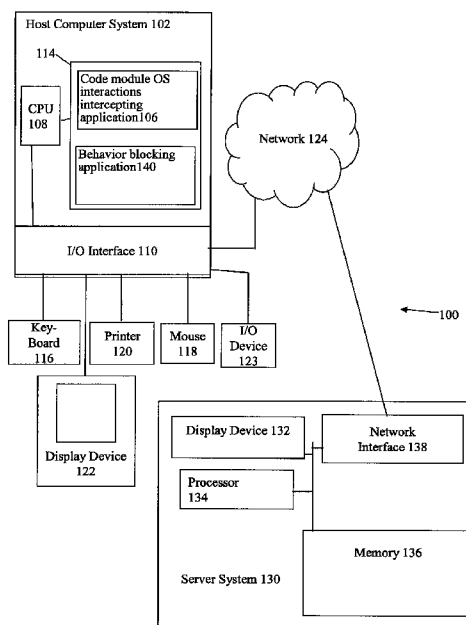 Host Computer System 102
114
CPU
108
Code module OS
interactions
intercepting
application106
Behavior blocking
application140
Network 124
I/O Interface 110
Key-
Board
116
Printer
120
Mouse
118
I/O
Device
123
100
Display Device
122
Display Device 132
Network
Interface 138
Processor
134
Memory 136
Server System 130